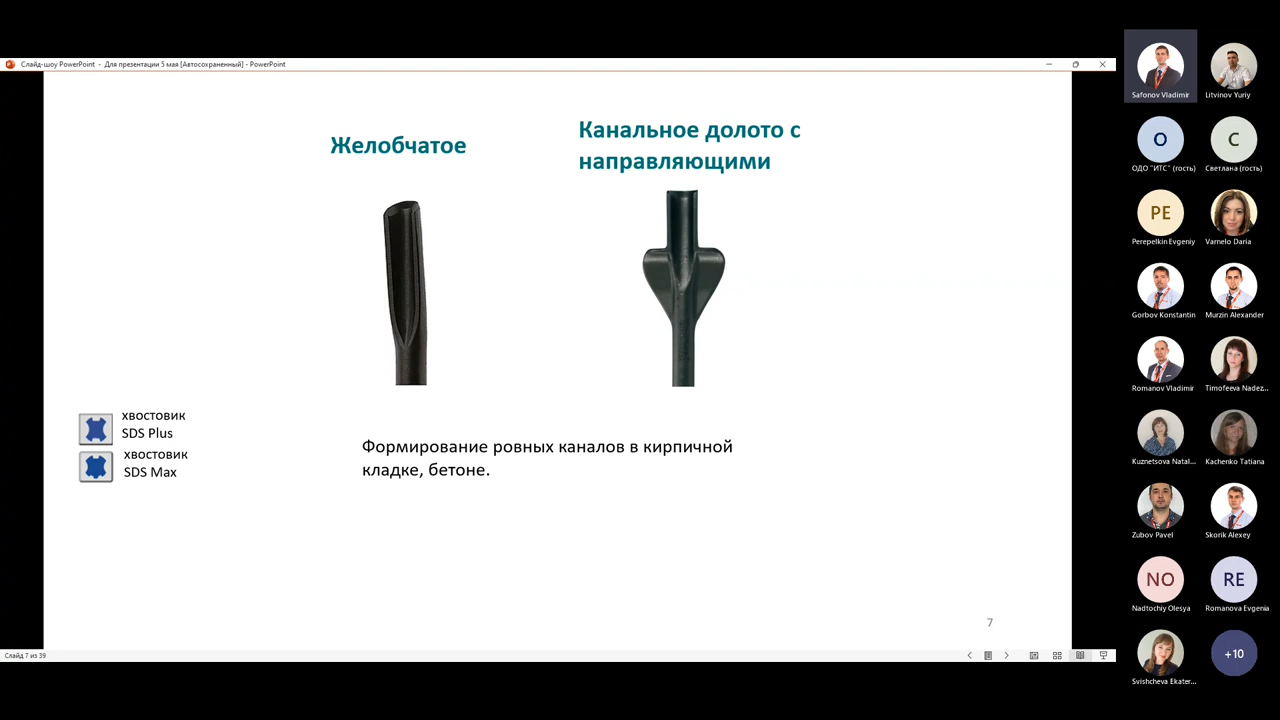 Слайд-шоу PowerPoint - Для презентации 5 мая [Автосохраненный] - PowerPoint
Желобчатое
Канальное долото с
направляющими
хвостовик
SDS Plus
хвостовик
SDS Max
Формирование ровных каналов в кирпичной
кладке, бетоне.
7
Слайд 7 из 39
Safonov Vladimir
Litvinov Yuriy
O
ОДО "ИТС" (гость)
C
Светлана (гость)
PE
Perepelkin Evgeniy
Varnelo Daria
Gorbov Konstantin
Murzin Alexander
Romanov Vladimir
Timofeeva Nadez...
Kuznetsova Natal...
Kachenko Tatiana
Zubov Pavel
Skorik Alexey
NO
Nadtochiy Olesya
RE
Romanova Evgenia
Svishcheva Ekater...
+10